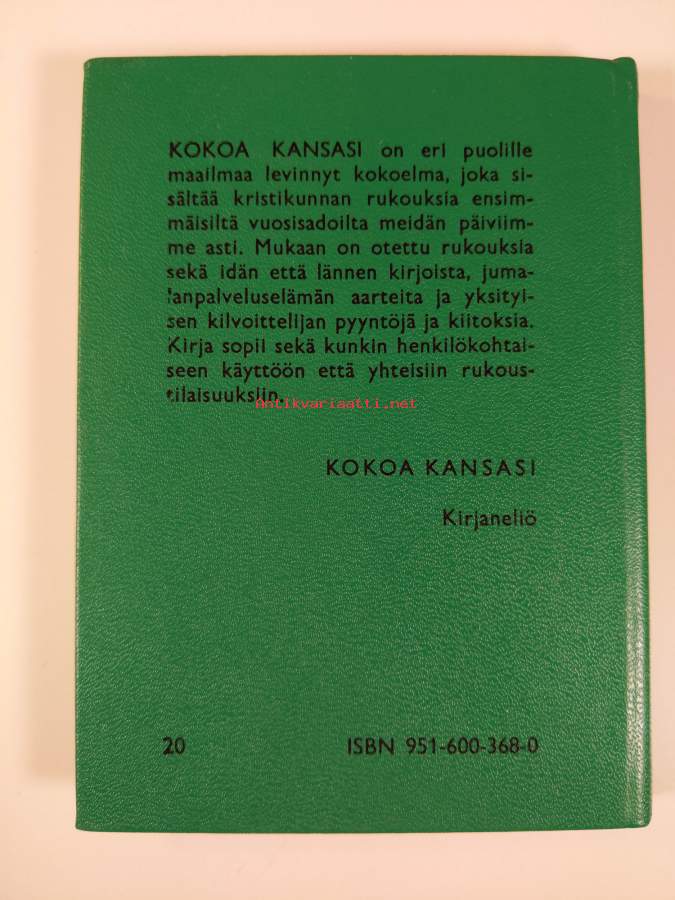 KOKOA KANSASI on eri puolille
maailmaa levinnyt kokoelma, joka si-
sältää kristikunnan rukouksia ensim-
mäisiltä vuosisadoilta meidän päiviim-
me asti. Mukaan on otettu rukouksia
sekä idän että lännen kirjoista, juma-
lanpalveluselämän aarteita ja yksityi-
sen kilvoittelijan pyyntöjä ja kiitoksia.
Kirja sopii sekä kunkin henkilökohtai-
seen käyttöön että yhteisiin rukous-
tilaisuuksiin.
Antikvariaatti.net
KOKOA KANSASI
Kirjaneliö
20 ISBN 951-600-368-0